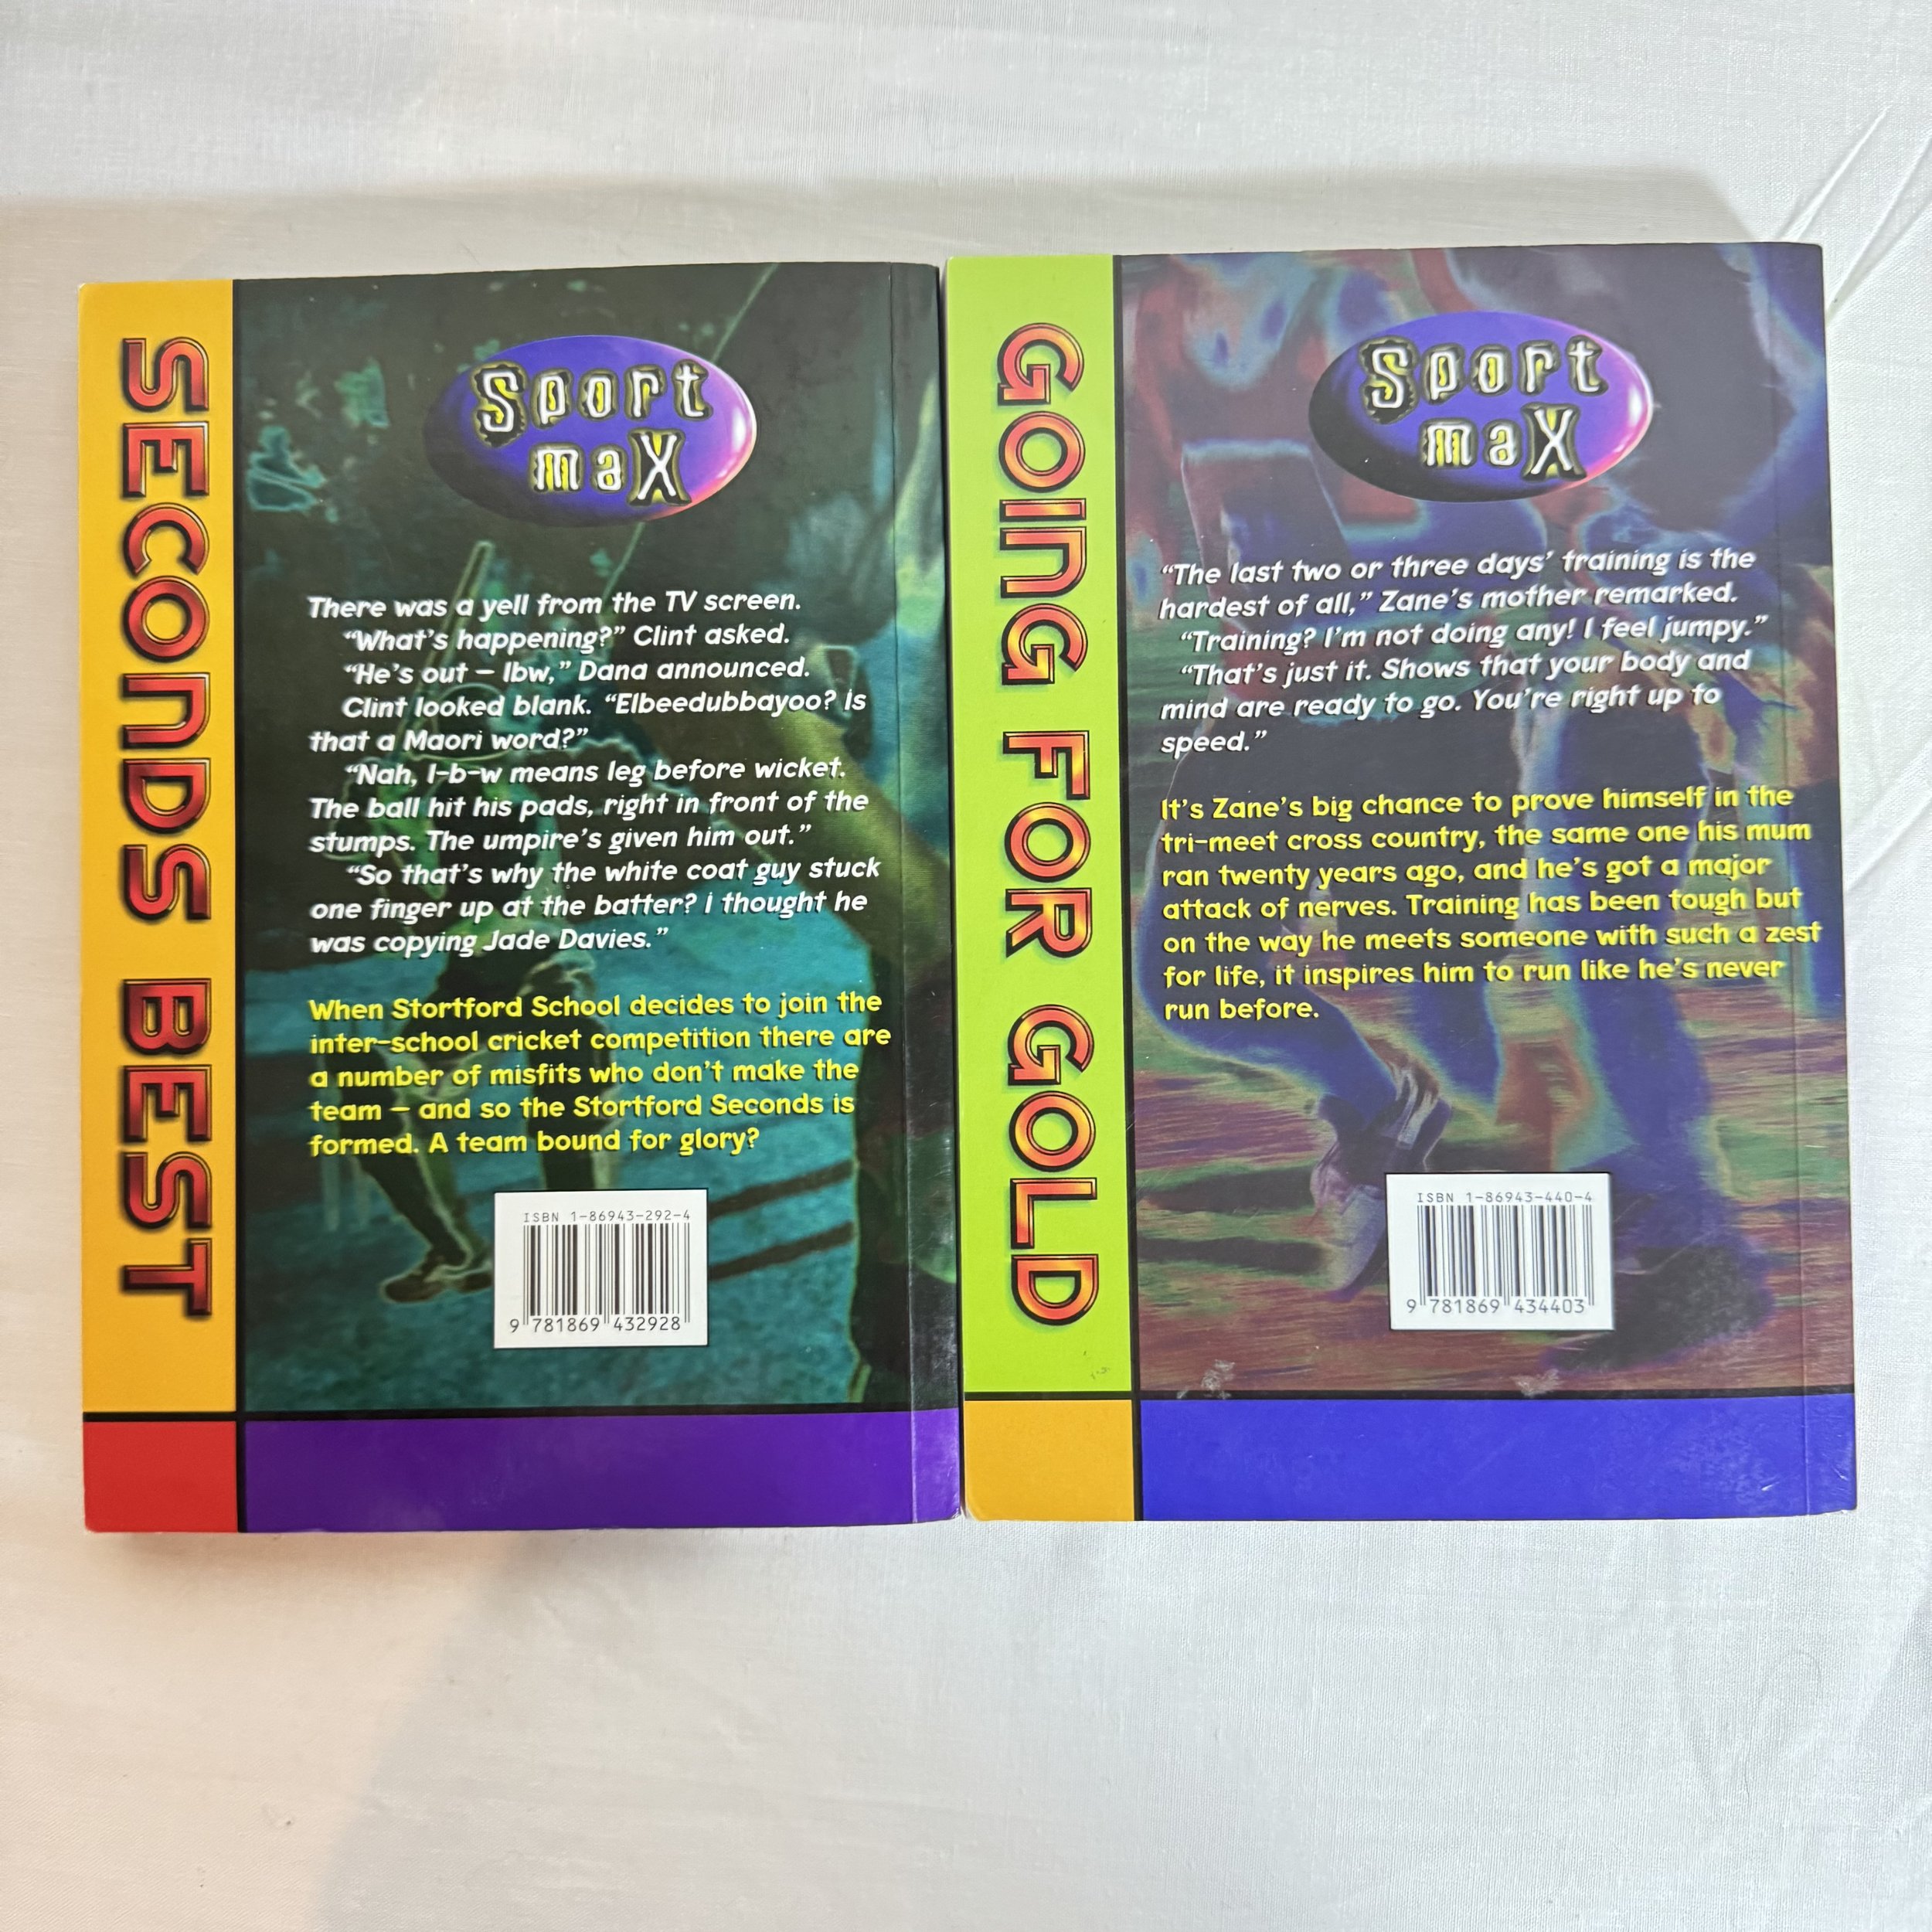 SECONDS BEST
Sport
maX
There was a yell from the TV screen.
“What’s happening?” Clint asked.
“He’s out – lbw,” Dana announced.
Clint looked blank. “Elbeedubbayoo? Is
that a Maori word?”
“Nah, l-b-w means leg before wicket.
The ball hit his pads, right in front of the
stumps. The umpire’s given him out.”
“So that’s why the white coat guy stuck
one finger up at the batter? I thought he
was copying Jade Davies.”
When Stortford School decides to join the
inter-school cricket competition there are
a number of misfits who don’t make the
team – and so the Stortford Seconds is
formed. A team bound for glory?
ISBN 1-86943-292-4
9 781869 432928
GOING FOR GOLD
Sport
maX
“The last two or three days’ training is the
hardest of all,” Zane’s mother remarked.
“Training? I’m not doing any! I feel jumpy.”
“That’s just it. Shows that your body and
mind are ready to go. You’re right up to
speed.”
It’s Zane’s big chance to prove himself in the
tri-meet cross country, the same one his mum
ran twenty years ago, and he’s got a major
attack of nerves. Training has been tough but
on the way he meets someone with such a zest
for life, it inspires him to run like he’s never
run before.
ISBN 1-86943-440-4
9 781869 434403